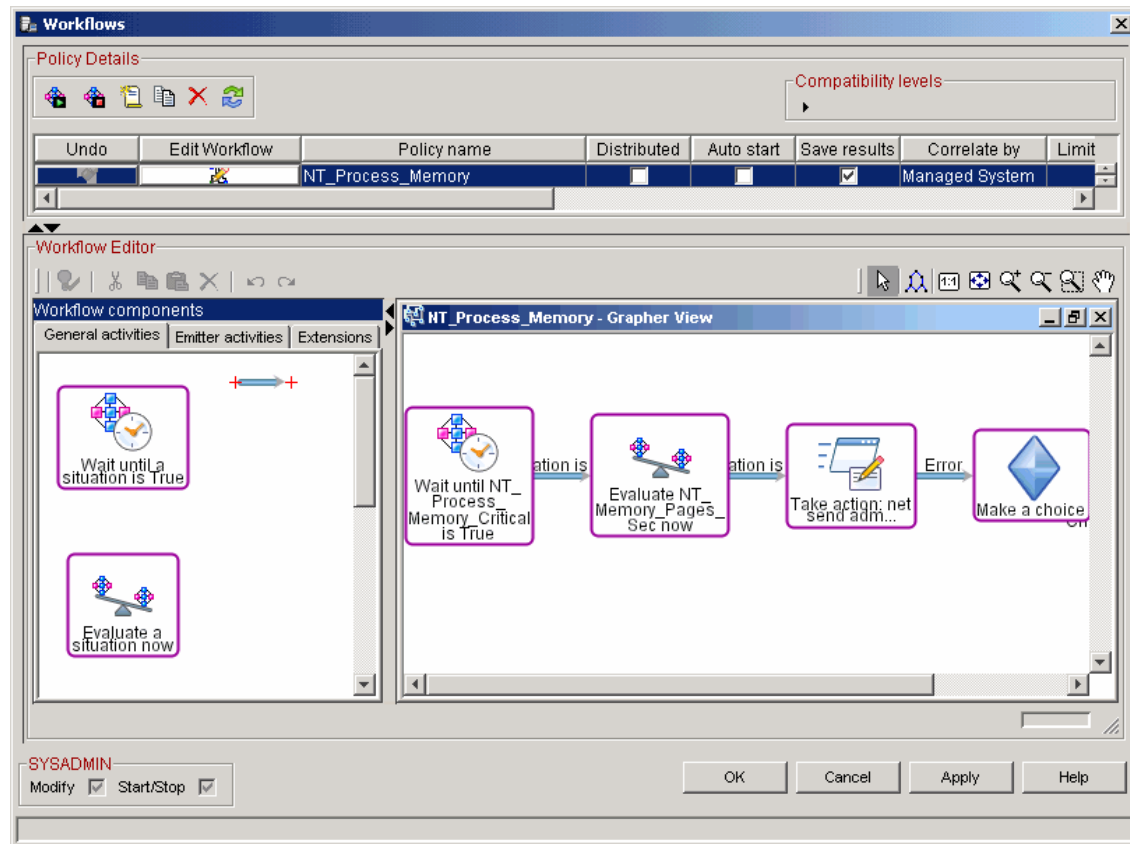 Workflows
Policy Details
Compatibility levels
Undo
Edit Workflow
Policy name
Distributed
Auto start
Save results
Correlate by
Limit
NT_Process_Memory
Managed System
Workflow Editor
1:1
Workflow components
General activities
Emitter activities
Extensions
Wait until a
situation is True
Evaluate a
situation now
NT_Process_Memory - Grapher View
Wait until NT_
Process_
Memory_Critical
is True
ation is
Evaluate NT_
Memory_Pages_
Sec now
ation is
Take action: net
send adm...
Error
Make a choice
SYSADMIN
Modify
Start/Stop
OK
Cancel
Apply
Help